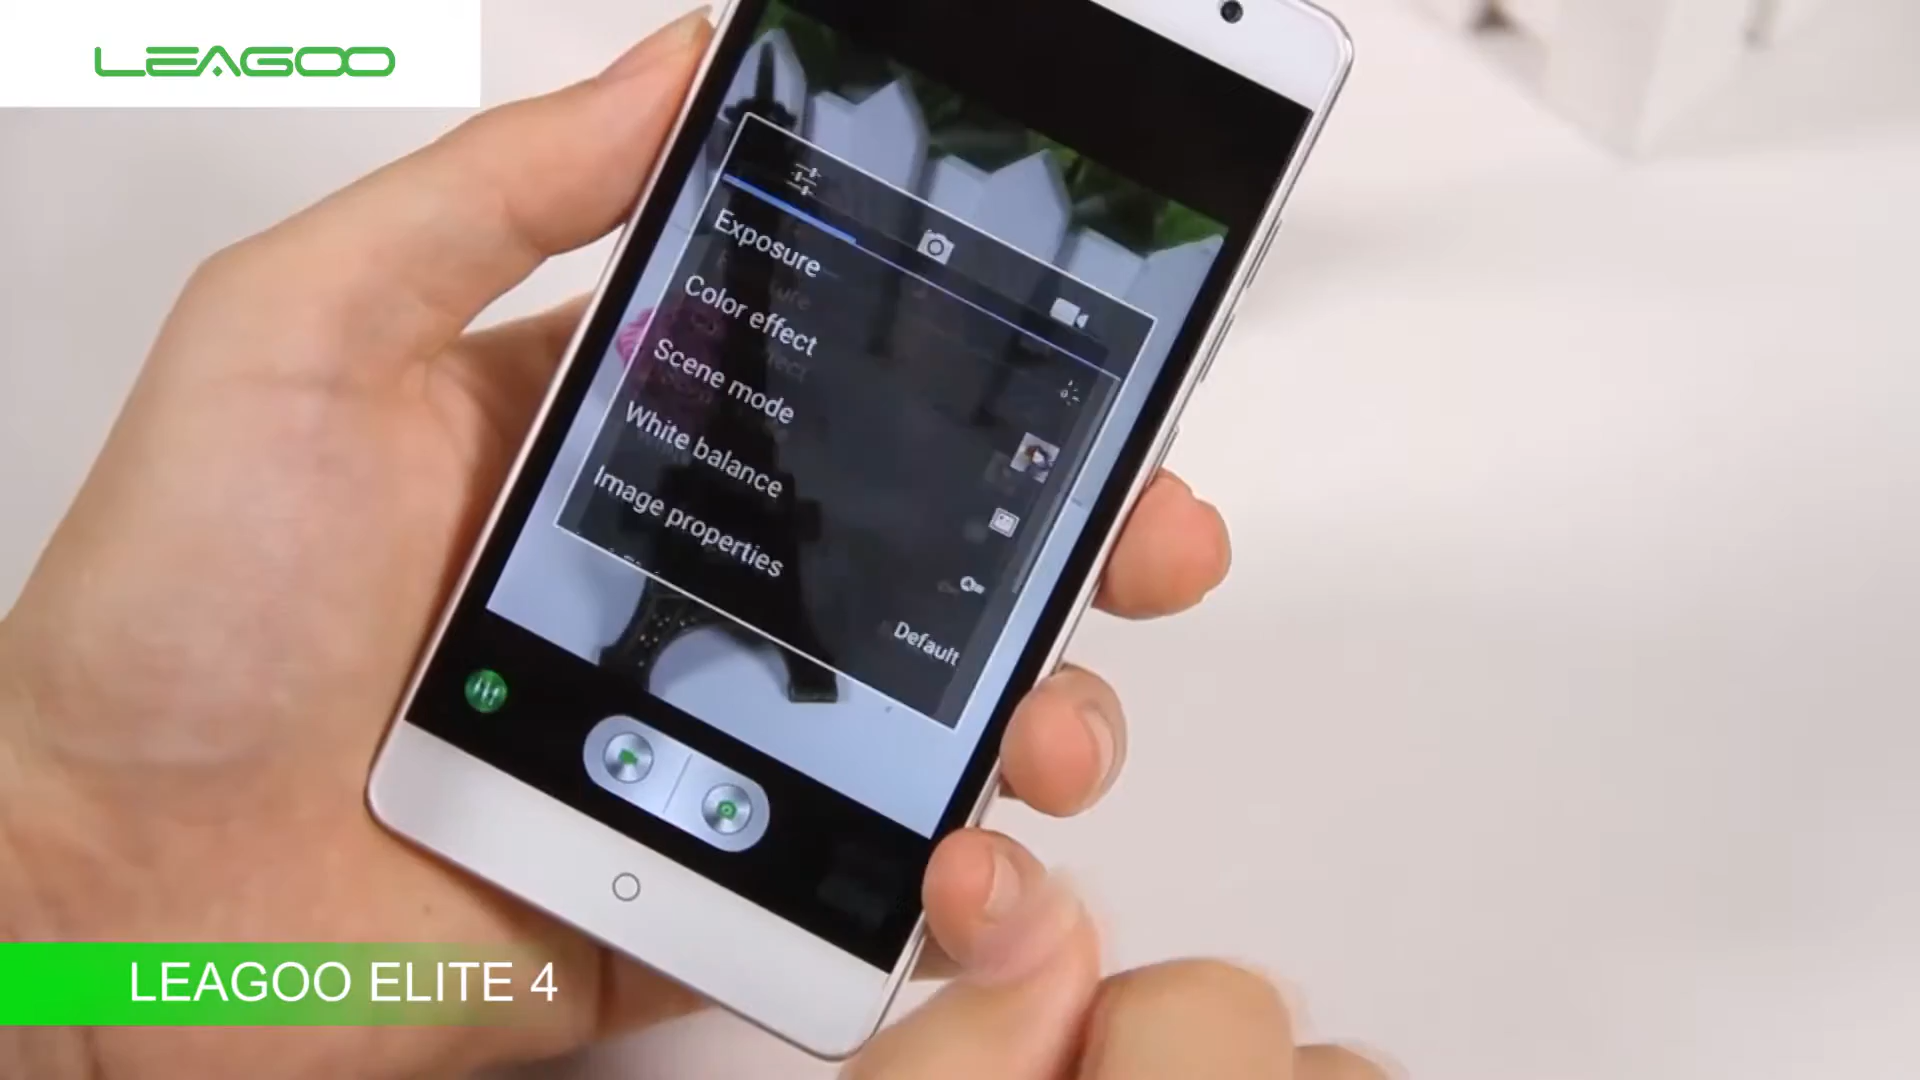 LEAGOO
Exposure
Color effect
Scene mode
White balance
Image properties
Default
LEAGOO ELITE 4